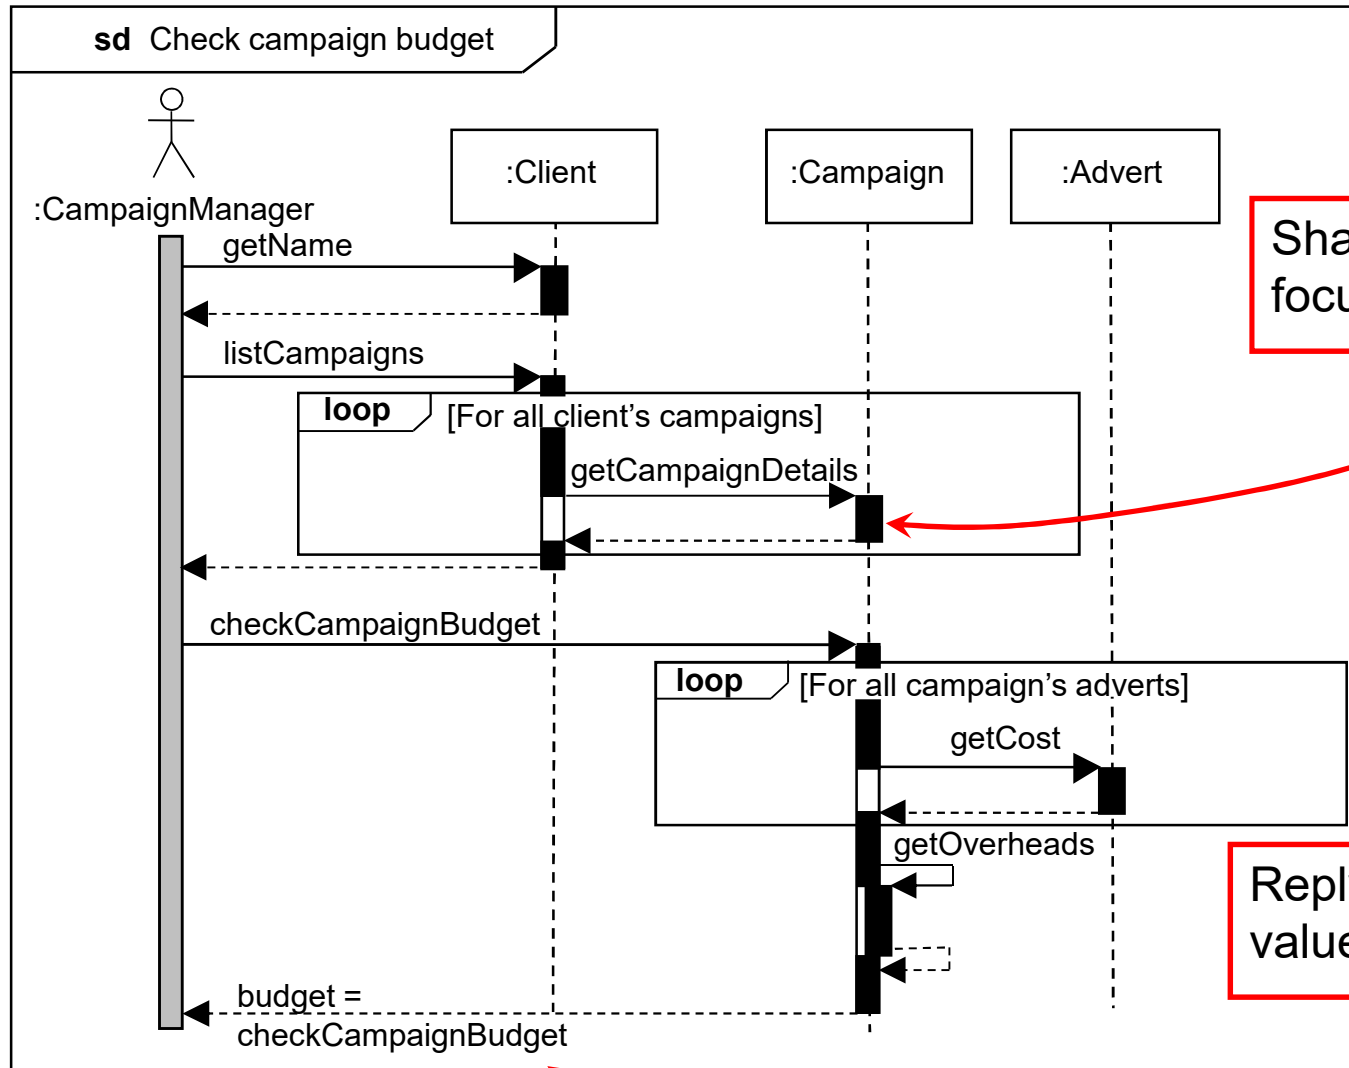 sd Check campaign budget
:Client
:Campaign
:Advert
:CampaignManager
getName
listCampaigns
loop [For all client's campaigns]
getCampaignDetails
checkCampaignBudget
loop [For all campaign's adverts]
getCost
getOverheads
budget =
checkCampaignBudget